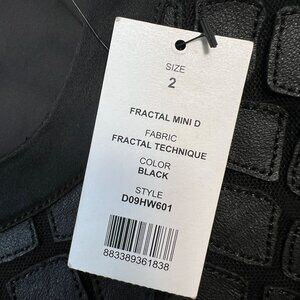 SIZE
2
FRACTAL MINI D
FABRIC
FRACTAL TECHNIQUE
COLOR
BLACK
STYLE
D09HW601
883389361838